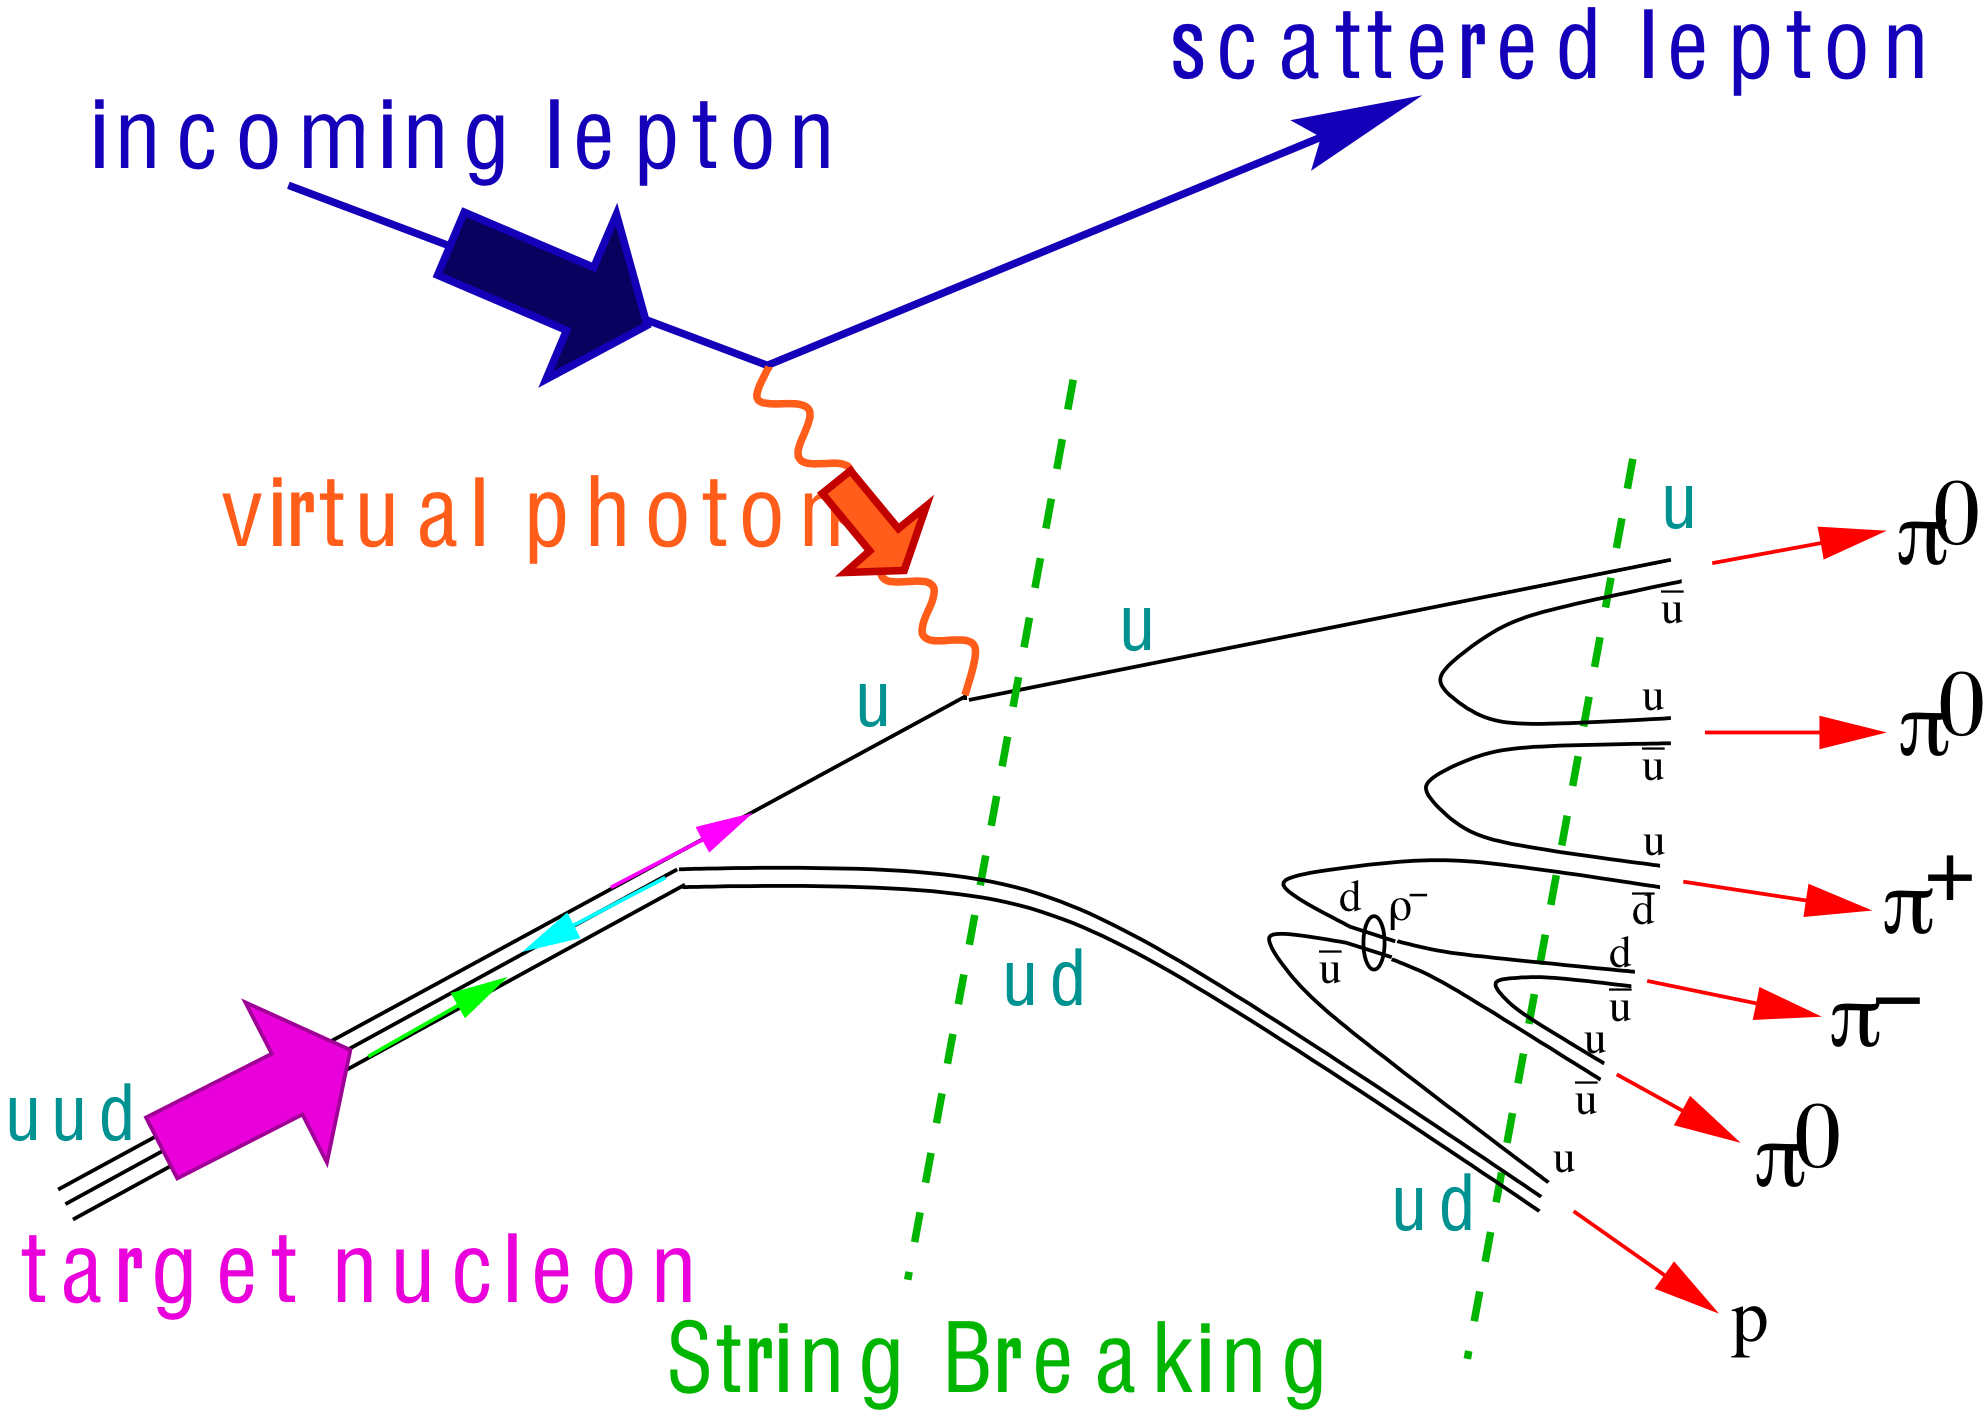 scattered lepton
incoming lepton
virtual photon
u
π0
u
u̅
u
u
π0
u̅
u
π+
d̅
d ρ−
u̅
d
π−
u̅
u
u̅
π0
ud
uud
u
ud
p
target nucleon
String Breaking